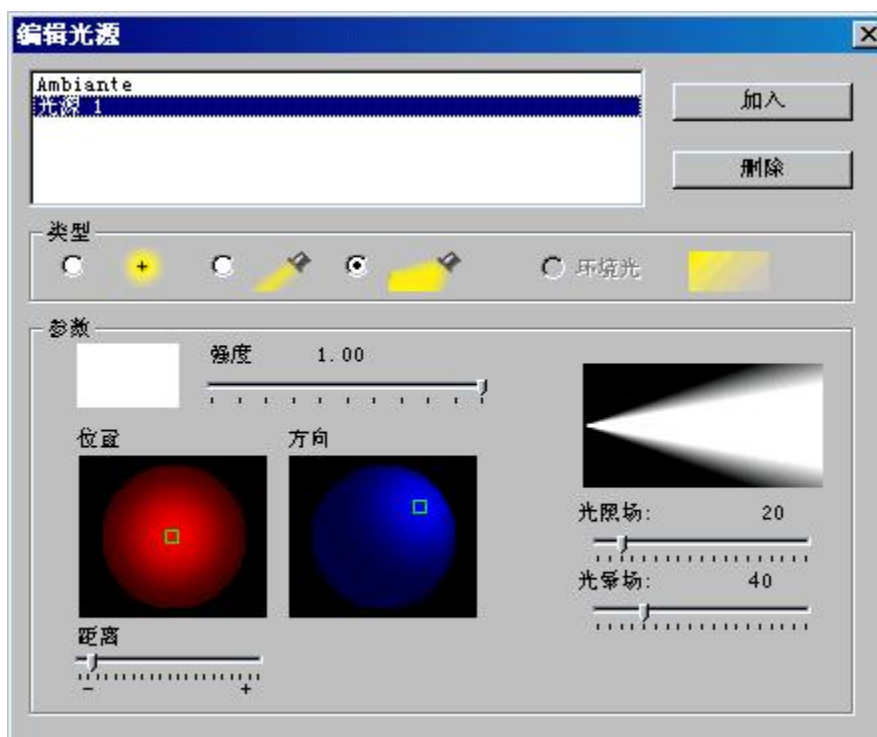 编辑光源
Ambiante
光源 1
加入
删除
类型
环境光
参数
强度 1.00
位置
方向
光照场: 20
光晕场: 40
距离
- +